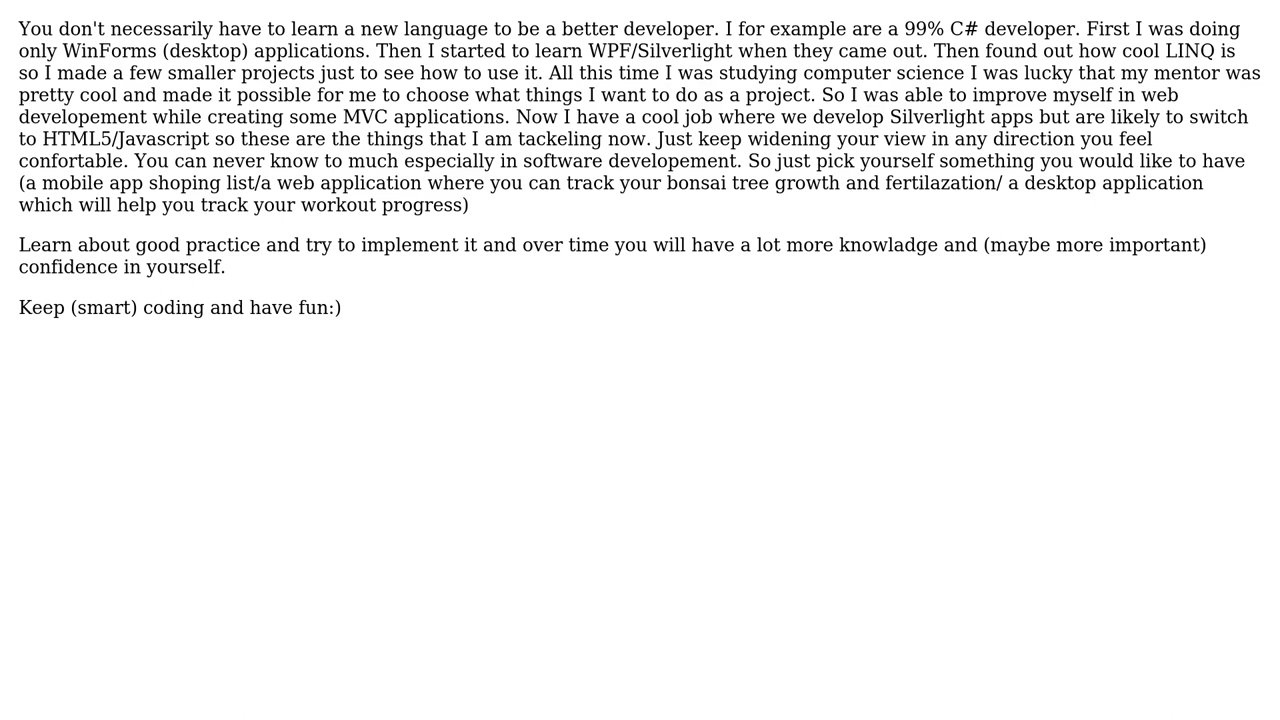 You don't necessarily have to learn a new language to be a better developer. I for example are a 99% C# developer. First I was doing
only WinForms (desktop) applications. Then I started to learn WPF/Silverlight when they came out. Then found out how cool LINQ is
so I made a few smaller projects just to see how to use it. All this time I was studying computer science I was lucky that my mentor was
pretty cool and made it possible for me to choose what things I want to do as a project. So I was able to improve myself in web
developement while creating some MVC applications. Now I have a cool job where we develop Silverlight apps but are likely to switch
to HTML5/Javascript so these are the things that I am tackeling now. Just keep widening your view in any direction you feel
confortable. You can never know to much especially in software developement. So just pick yourself something you would like to have
(a mobile app shoping list/a web application where you can track your bonsai tree growth and fertilazation/ a desktop application
which will help you track your workout progress)
Learn about good practice and try to implement it and over time you will have a lot more knowladge and (maybe more important)
confidence in yourself.
Keep (smart) coding and have fun:)